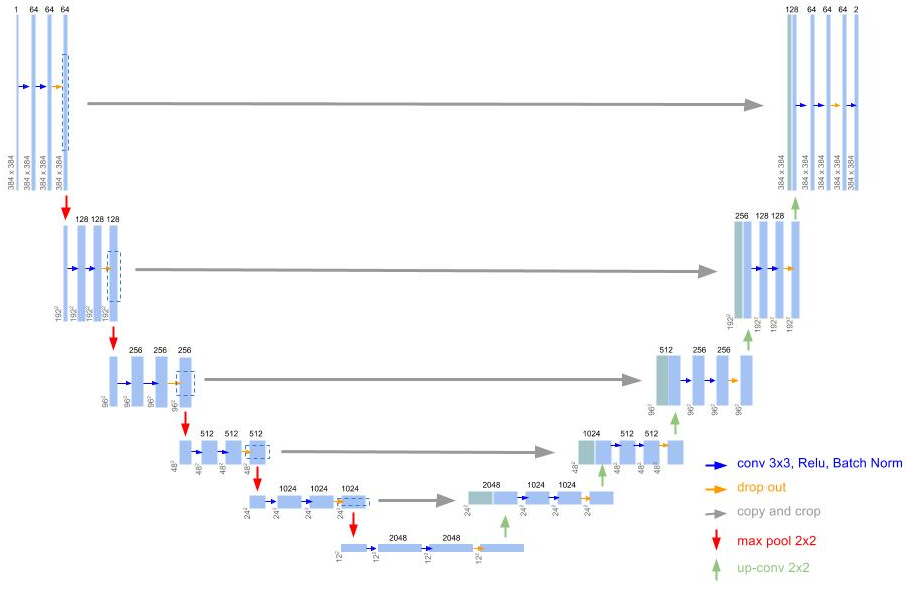 1 64 64 64
128 64 64 64 2
384 x 384 384 x 384 384 x 384 384 x 384
384 x 384 384 x 384 384 x 384 384 x 384 384 x 384
128 128 128
256 128 128
192² 192² 192² 192²
192² 192² 192² 192²
256 256 256
512 256 256
96² 96² 96² 96²
96² 96² 96² 96²
512 512 512
1024 512 512
48² 48² 48² 48²
48² 48² 48² 48²
1024 1024 1024
2048 1024 1024
24² 24² 24² 24²
24² 24² 24² 24²
2048 2048
12² 12² 12² 12²
conv 3x3, Relu, Batch Norm
drop out
copy and crop
max pool 2x2
up-conv 2x2